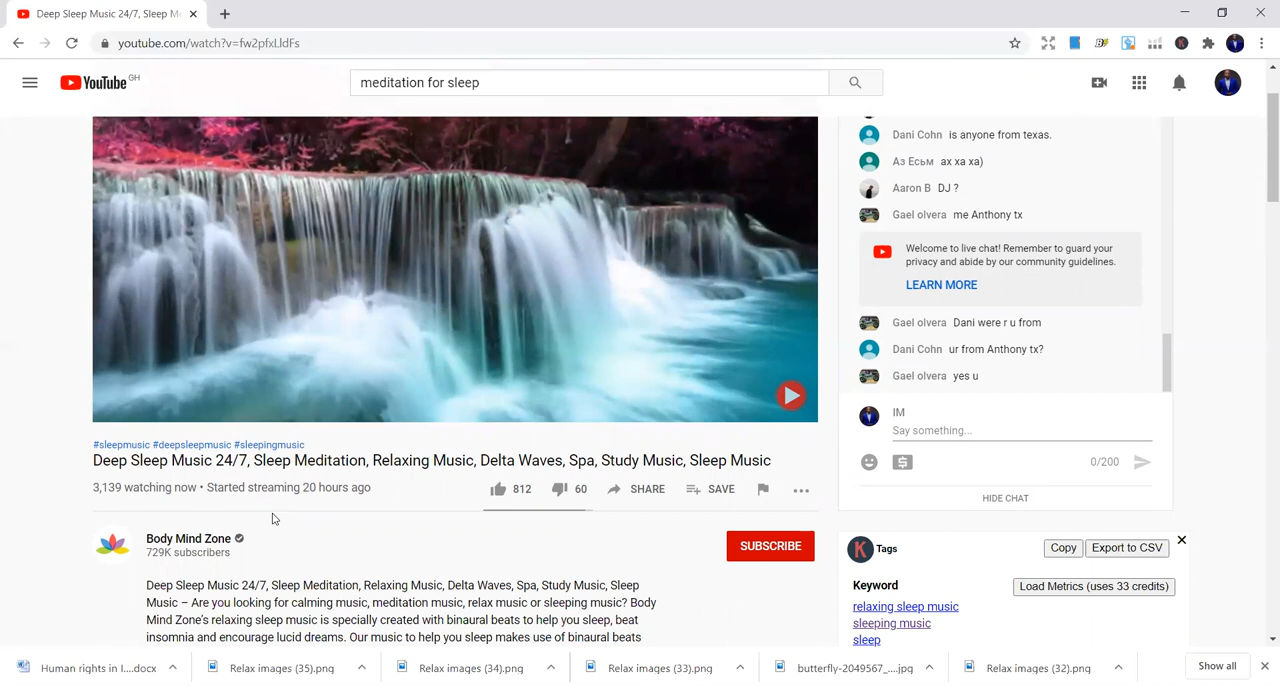 Deep Sleep Music 24/7, Sleep M
youtube.com/watch?v=fw2pfxLldFs
YouTube GH
meditation for sleep
Dani Cohn is anyone from texas.
Аз Есьм ах ха ха)
Aaron B DJ ?
Gael olvera me Anthony tx
Welcome to live chat! Remember to guard your
privacy and abide by our community guidelines.
LEARN MORE
Gael olvera Dani were r u from
Dani Cohn ur from Anthony tx?
Gael olvera yes u
IM
Say something...
0/200
HIDE CHAT
#sleepmusic #deepsleepmusic #sleepingmusic
Deep Sleep Music 24/7, Sleep Meditation, Relaxing Music, Delta Waves, Spa, Study Music, Sleep Music
3,139 watching now • Started streaming 20 hours ago
812 60 SHARE SAVE
Body Mind Zone
729K subscribers
SUBSCRIBE
Deep Sleep Music 24/7, Sleep Meditation, Relaxing Music, Delta Waves, Spa, Study Music, Sleep
Music – Are you looking for calming music, meditation music, relax music or sleeping music? Body
Mind Zone's relaxing sleep music is specially created with binaural beats to help you sleep, beat
insomnia and encourage lucid dreams. Our music to help you sleep makes use of binaural beats
K Tags Copy Export to CSV
Keyword Load Metrics (uses 33 credits)
relaxing sleep music
sleeping music
sleep
Human rights in I....docx Relax images (35).png Relax images (34).png Relax images (33).png butterfly-2049567_....jpg Relax images (32).png Show all